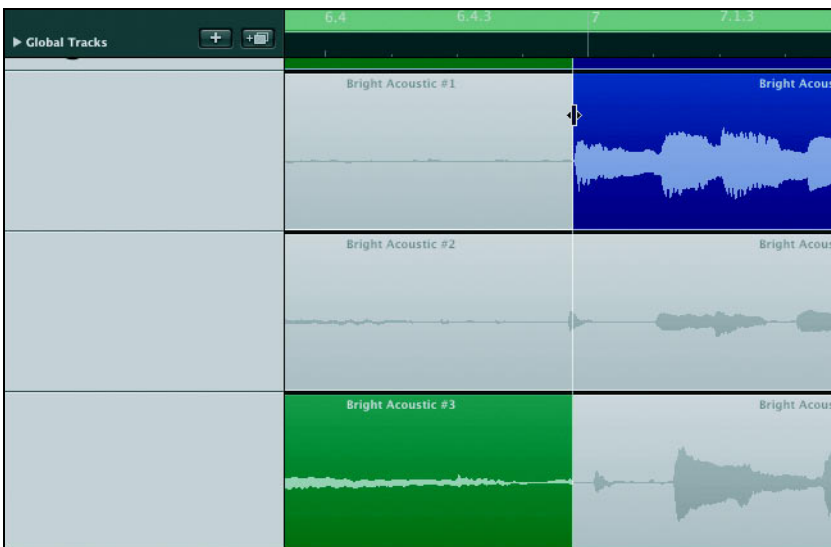 6.4 6.4.3 7 7.1.3
Global Tracks
Bright Acoustic #1 Bright Acous
Bright Acoustic #2 Bright Acous
Bright Acoustic #3 Bright Acous